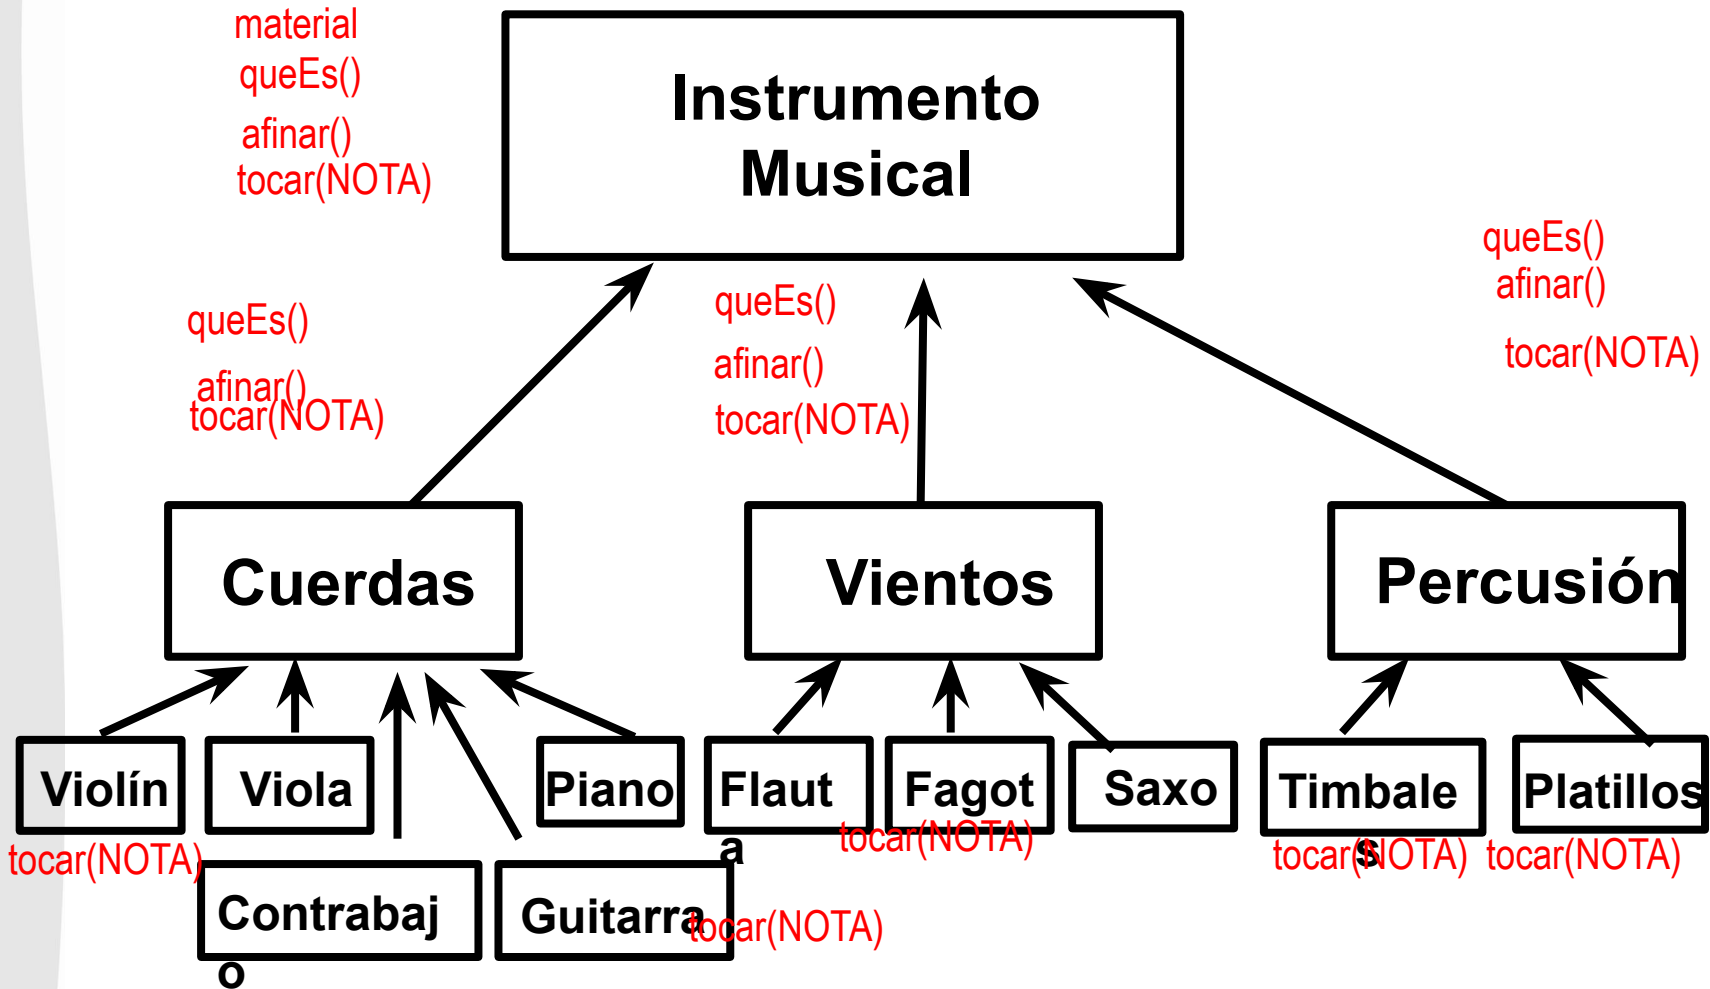 material
queEs()
afinar()
tocar(NOTA)
Instrumento
Musical
queEs()
afinar()
tocar(NOTA)
queEs()
afinar()
tocar(NOTA)
queEs()
afinar()
tocar(NOTA)
Cuerdas
Vientos
Percusión
Violín
Viola
Piano
Flaut
a
Fagot
Saxo
Timbale
s
Platillos
tocar(NOTA)
tocar(NOTA)
tocar(NOTA)
tocar(NOTA)
Contrabaj
o
Guitarra
tocar(NOTA)